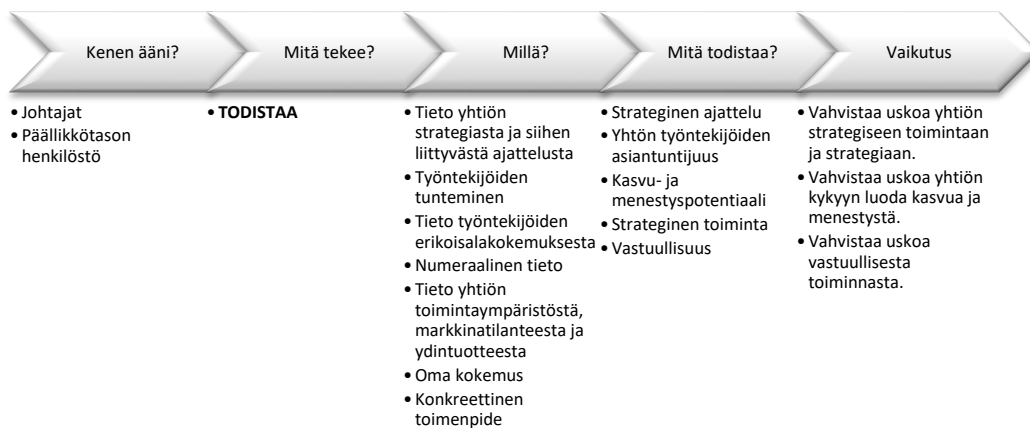 Kenen ääni?
Mitä tekee?
Millä?
Mitä todistaa?
Vaikutus
• Johtajat
• Päällikkötason
henkilöstö
• TODISTAA
• Tieto yhtiön
strategiasta ja siihen
liittyvästä ajattelusta
• Työntekijöiden
tunteminen
• Tieto työntekijöiden
erikoisalakokemuksesta
• Numeraalinen tieto
• Tieto yhtiön
toimintaympäristöstä,
markkinatilanteesta ja
ydintuotteesta
• Oma kokemus
• Konkreettinen
toimenpide
• Strateginen ajattelu
• Yhtön työntekijöiden
asiantuntijuus
• Kasvu- ja
menestyspotentiaali
• Strateginen toiminta
• Vastuullisuus
• Vahvistaa uskoa yhtiön
strategiseen toimintaan
ja strategiaan.
• Vahvistaa uskoa yhtiön
kykyyn luoda kasvua ja
menestystä.
• Vahvistaa uskoa
vastuullisesta
toiminnasta.